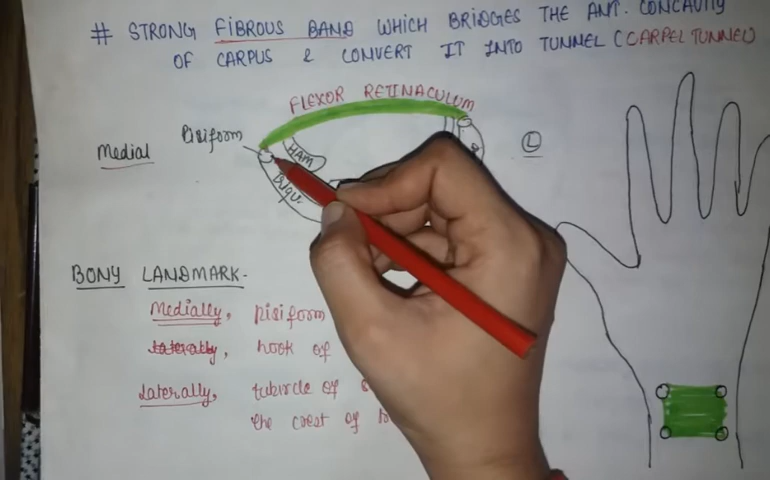 # STRONG FIBROUS BAND WHICH BRIDGES THE ANT. CONCAVITY
OF CARPUS & CONVERT IT INTO TUNNEL (CARPEL TUNNEL)
FLEXOR RETINACULUM
Pisiform
Medial
HAM
L
BONY LANDMARK-
Medially, pisiform
laterally, hook of
laterally, tubircle of
the crest of